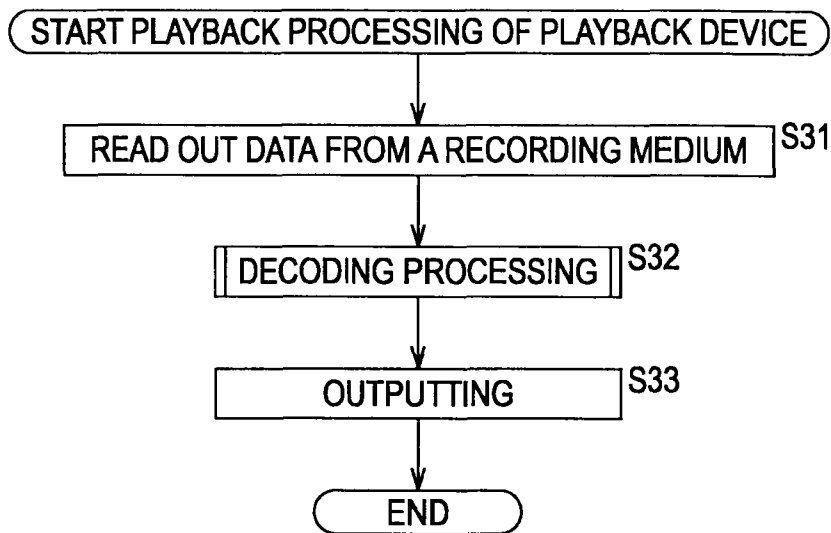 START PLAYBACK PROCESSING OF PLAYBACK DEVICE
READ OUT DATA FROM A RECORDING MEDIUM S31
DECODING PROCESSING S32
OUTPUTTING S33
END